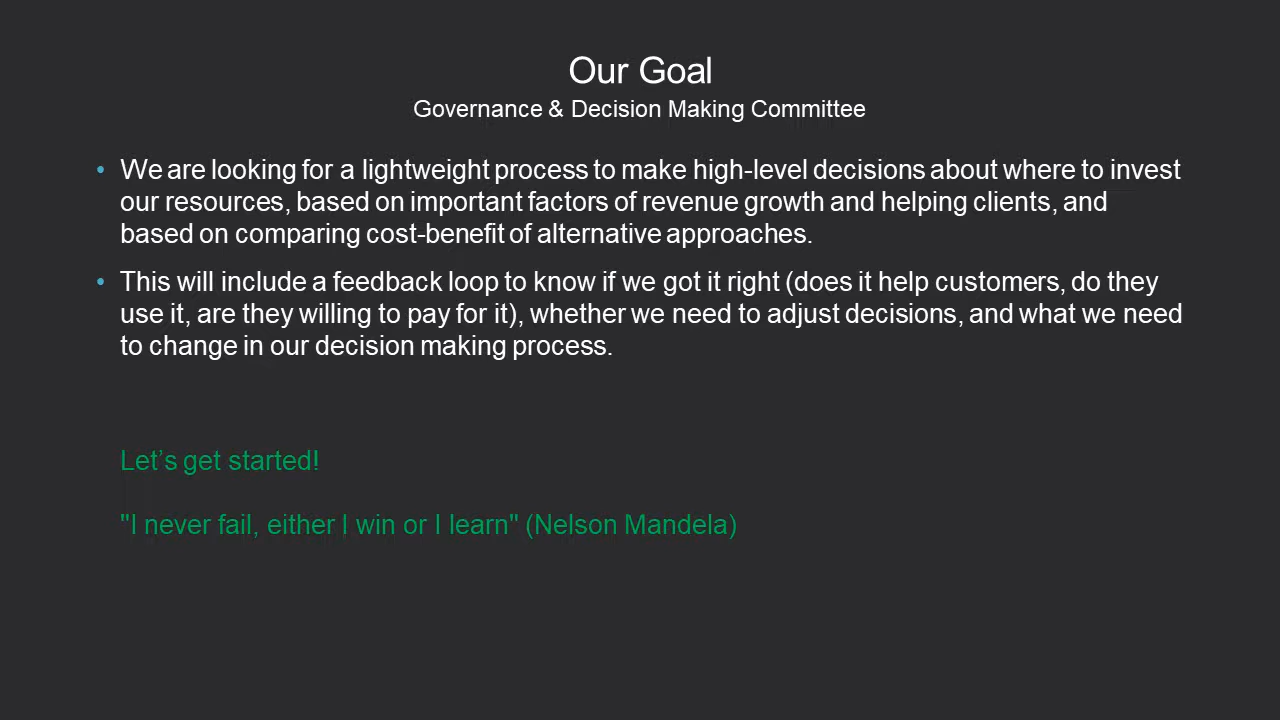 Our Goal
Governance & Decision Making Committee
• We are looking for a lightweight process to make high-level decisions about where to invest
our resources, based on important factors of revenue growth and helping clients, and
based on comparing cost-benefit of alternative approaches.
• This will include a feedback loop to know if we got it right (does it help customers, do they
use it, are they willing to pay for it), whether we need to adjust decisions, and what we need
to change in our decision making process.
Let’s get started!
"I never fail, either I win or I learn" (Nelson Mandela)